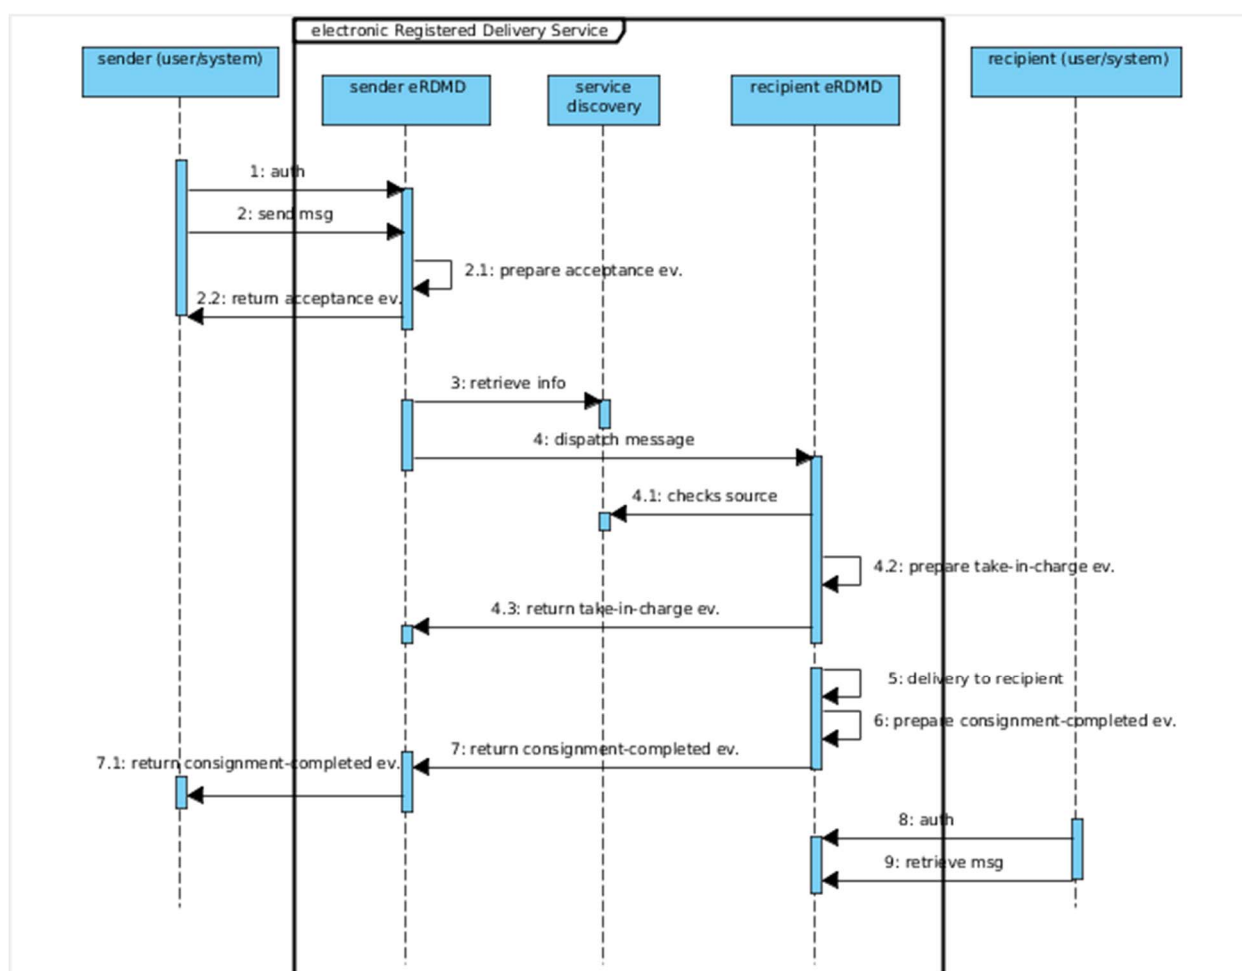 electronic Registered Delivery Service
sender (user/system)
recipient (user/system)
sender eRDMD
service
discovery
recipient eRDMD
1: auth
2: send msg
2.1: prepare acceptance ev.
2.2: return acceptance ev.
3: retrieve info
4: dispatch message
4.1: checks source
4.2: prepare take-in-charge ev.
4.3: return take-in-charge ev.
5: delivery to recipient
6: prepare consignment-completed ev.
7: return consignment-completed ev.
7.1: return consignment-completed ev.
8: auth
9: retrieve msg